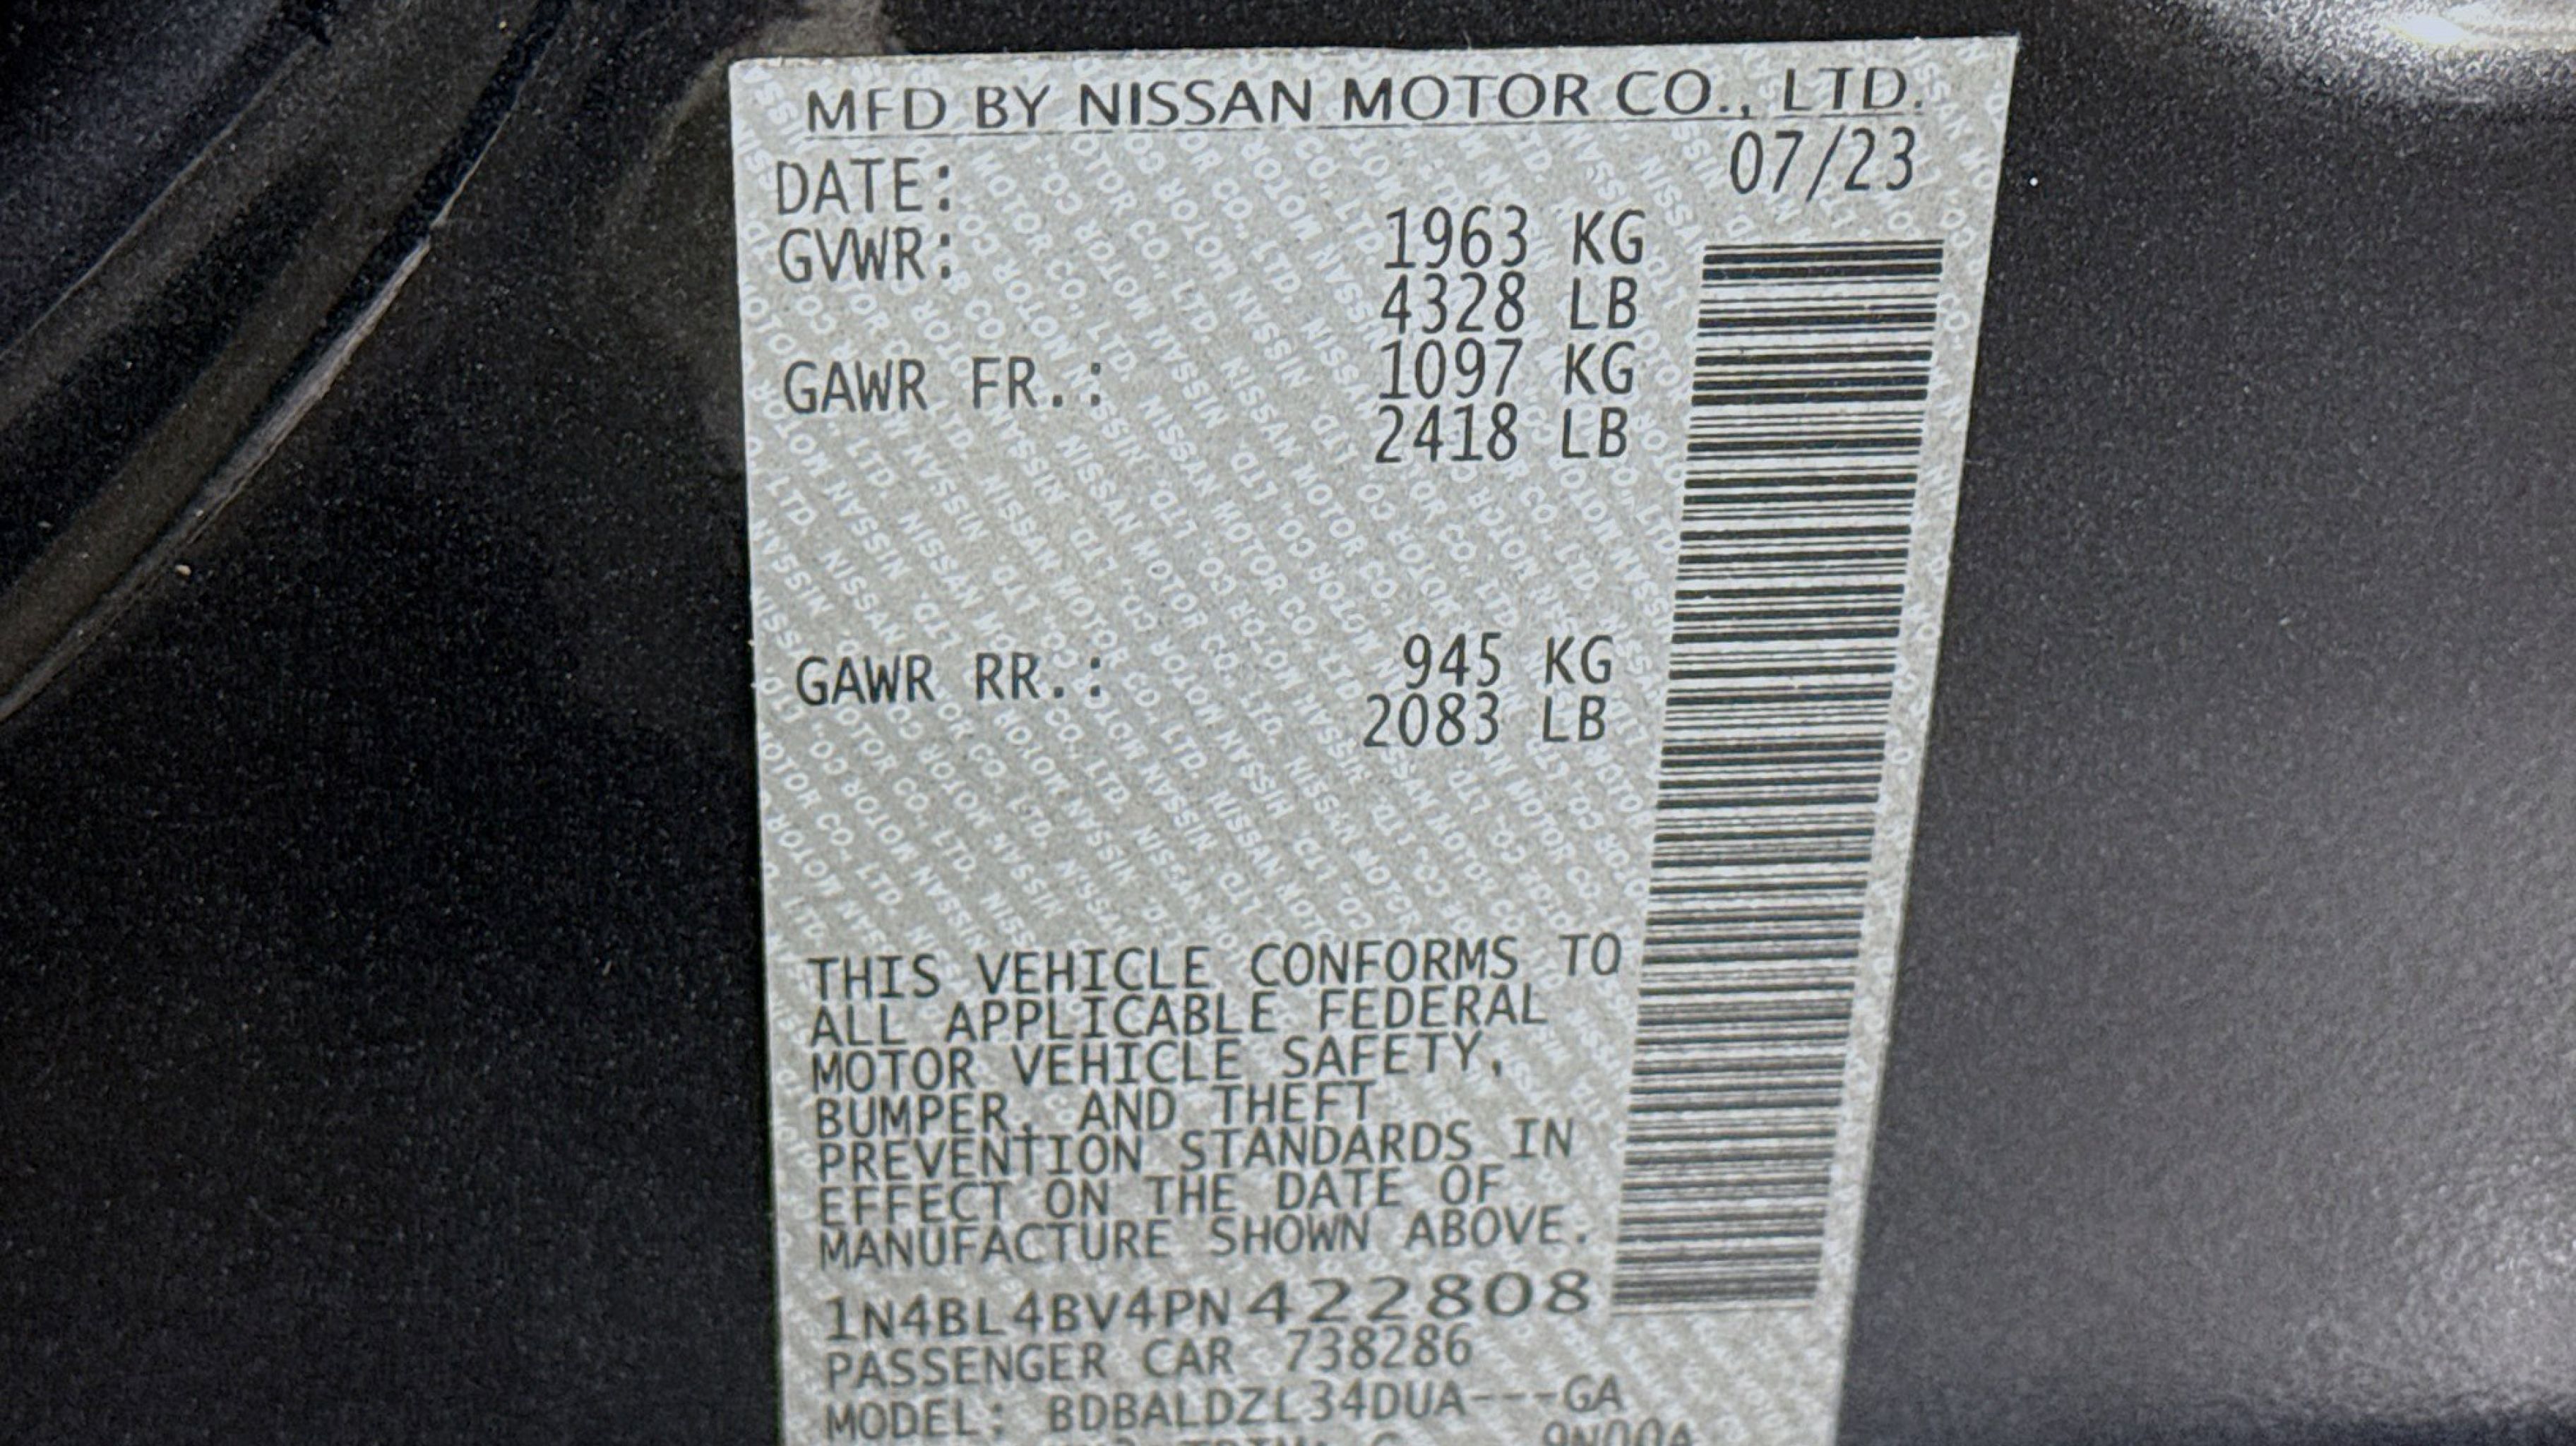 MFD BY NISSAN MOTOR CO., LTD.
DATE: 07/23
GVWR: 1963 KG
4328 LB
GAWR FR.: 1097 KG
2418 LB
GAWR RR.: 945 KG
2083 LB
THIS VEHICLE CONFORMS TO
ALL APPLICABLE FEDERAL
MOTOR VEHICLE SAFETY,
BUMPER, AND THEFT
PREVENTION STANDARDS IN
EFFECT ON THE DATE OF
MANUFACTURE SHOWN ABOVE.
1N4BL4BV4PN422808
PASSENGER CAR 738286
MODEL: BDBALDZL34DUA---GA